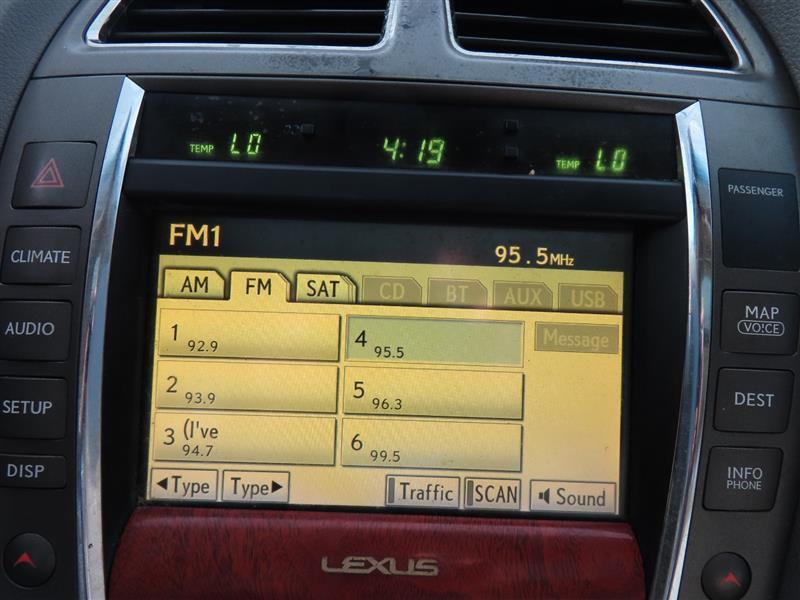 TEMP LO 4:19 TEMP LO
PASSENGER
CLIMATE
AUDIO
SETUP
DISP
FM1 95.5MHz
AM FM SAT CD BT AUX USB
1 92.9
2 93.9
3 (I've
94.7
4 95.5
5 96.3
6 99.5
Message
◀Type Type▶ Traffic SCAN Sound
MAP
VOICE
DEST
INFO
PHONE
LEXUS